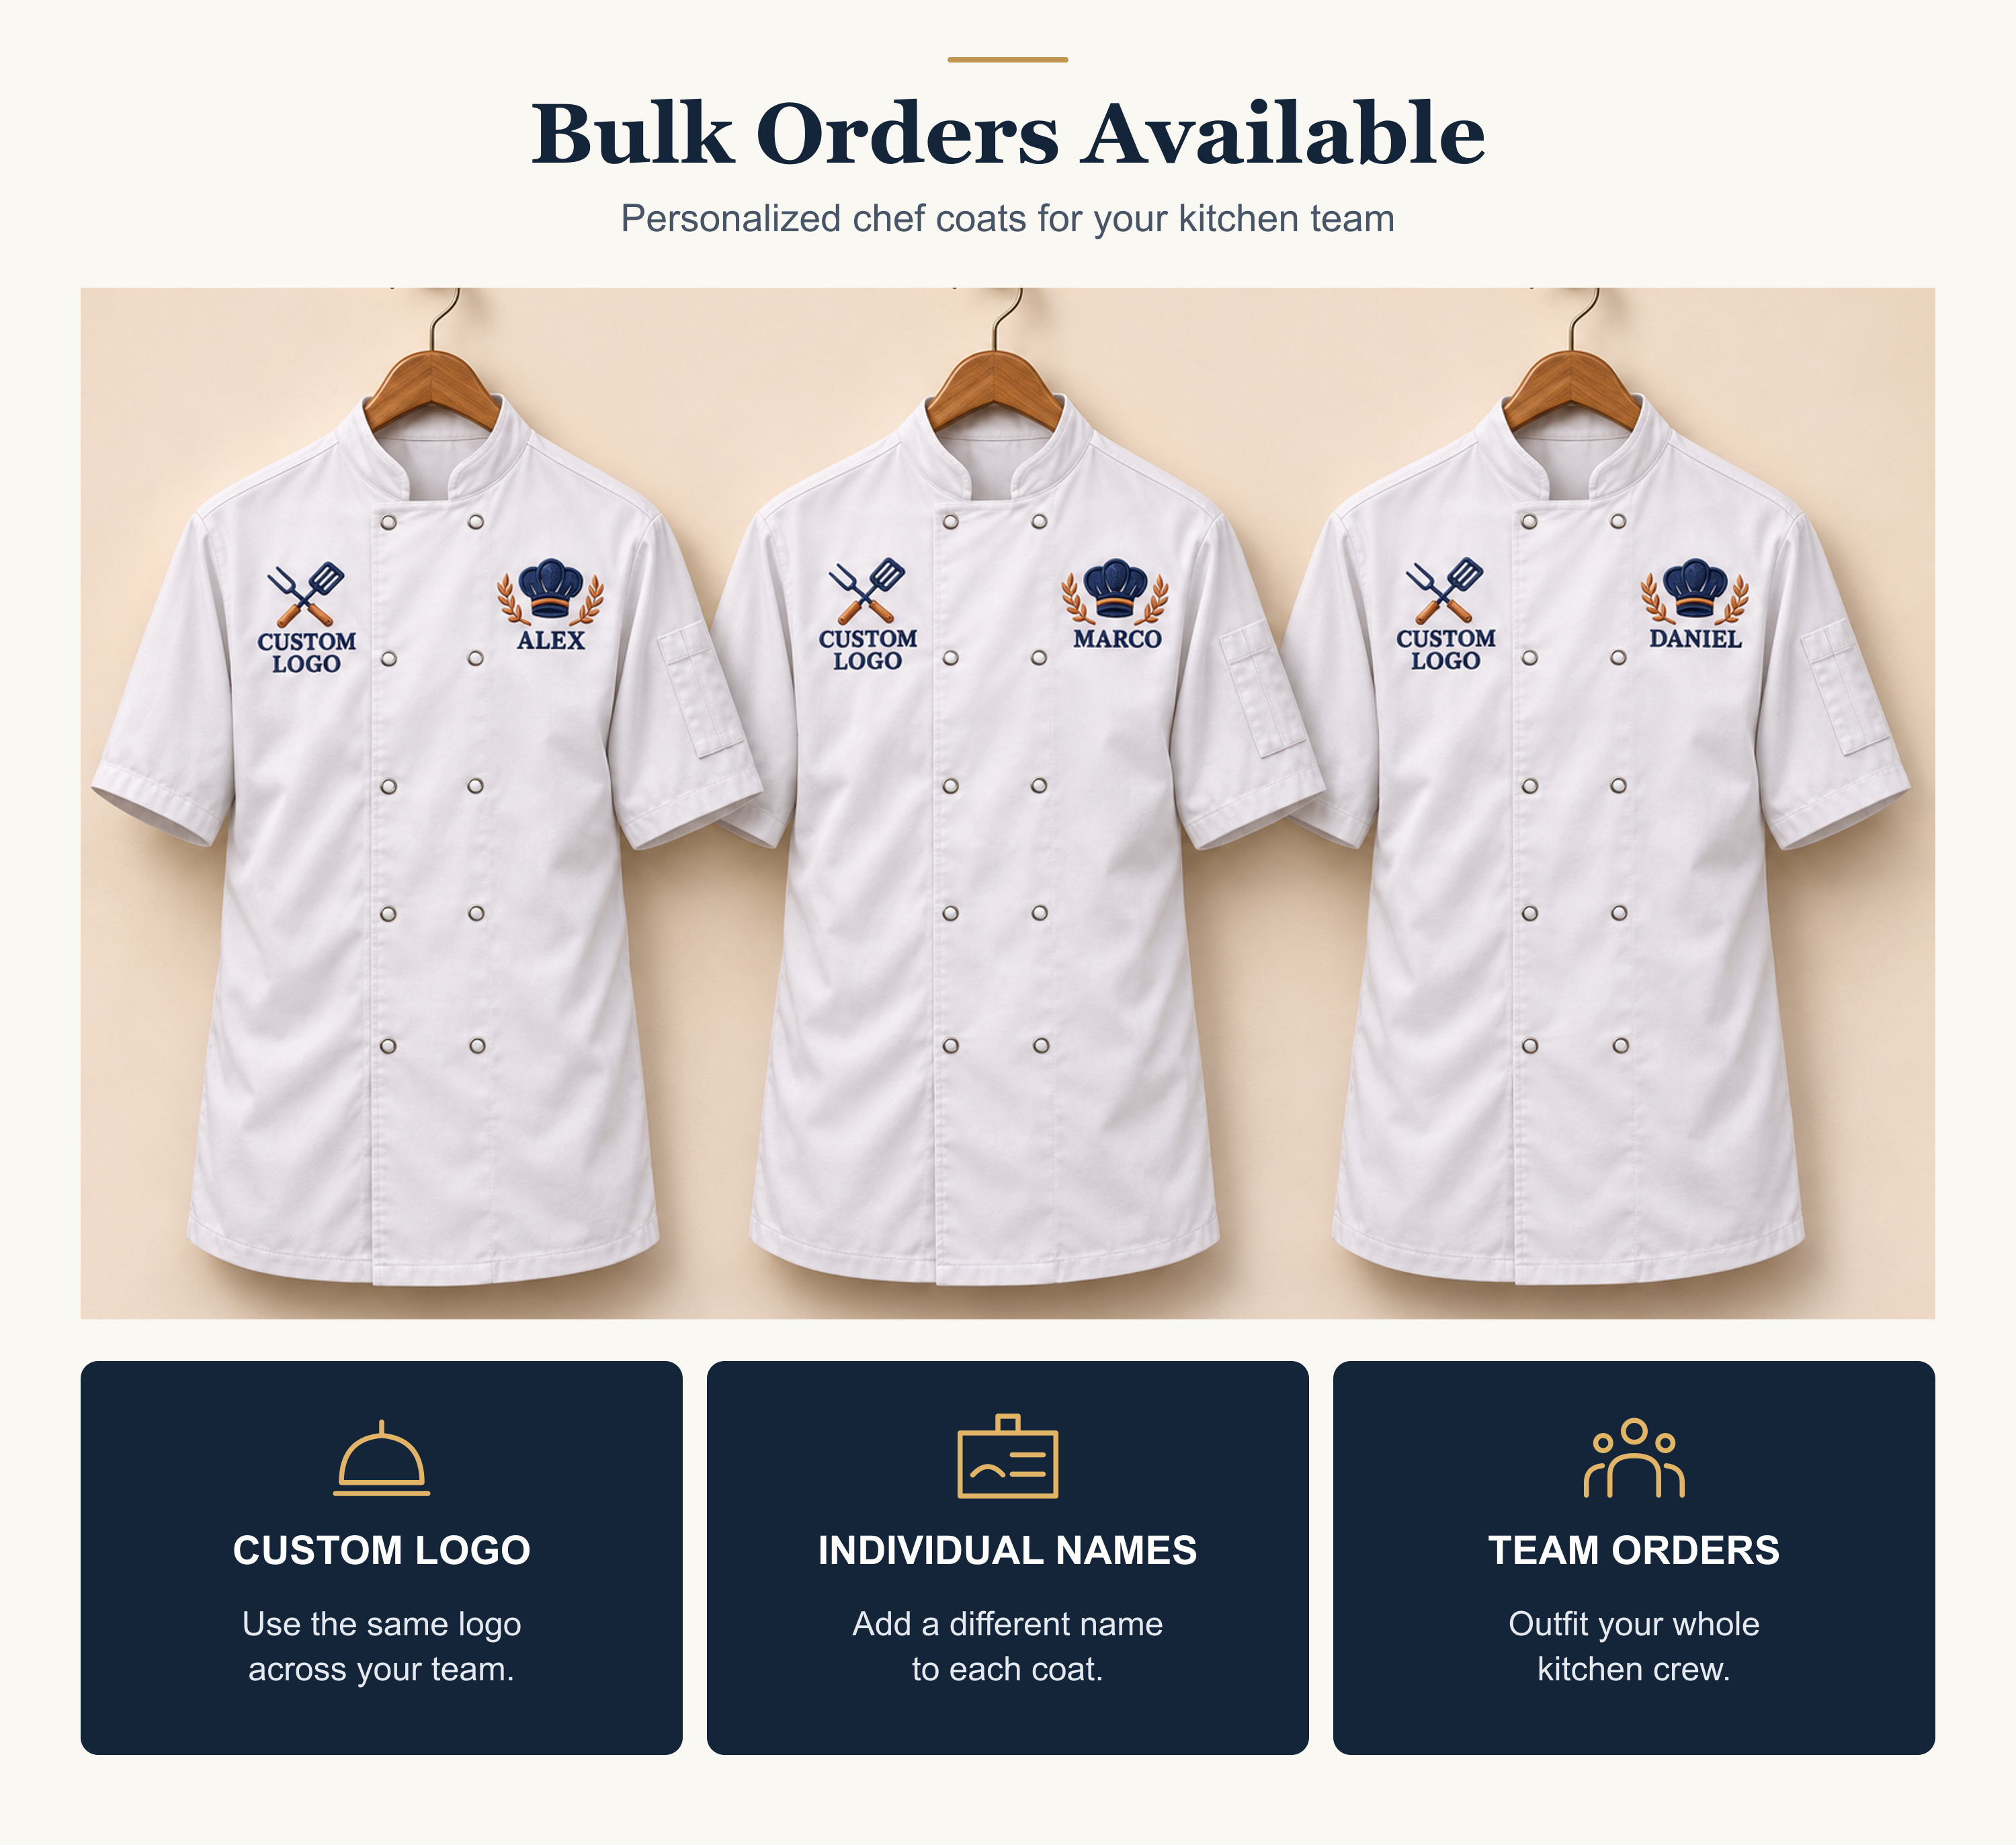 Bulk Orders Available
Personalized chef coats for your kitchen team
CUSTOM
LOGO
ALEX
CUSTOM
LOGO
MARCO
CUSTOM
LOGO
DANIEL
CUSTOM LOGO
Use the same logo
across your team.
INDIVIDUAL NAMES
Add a different name
to each coat.
TEAM ORDERS
Outfit your whole
kitchen crew.